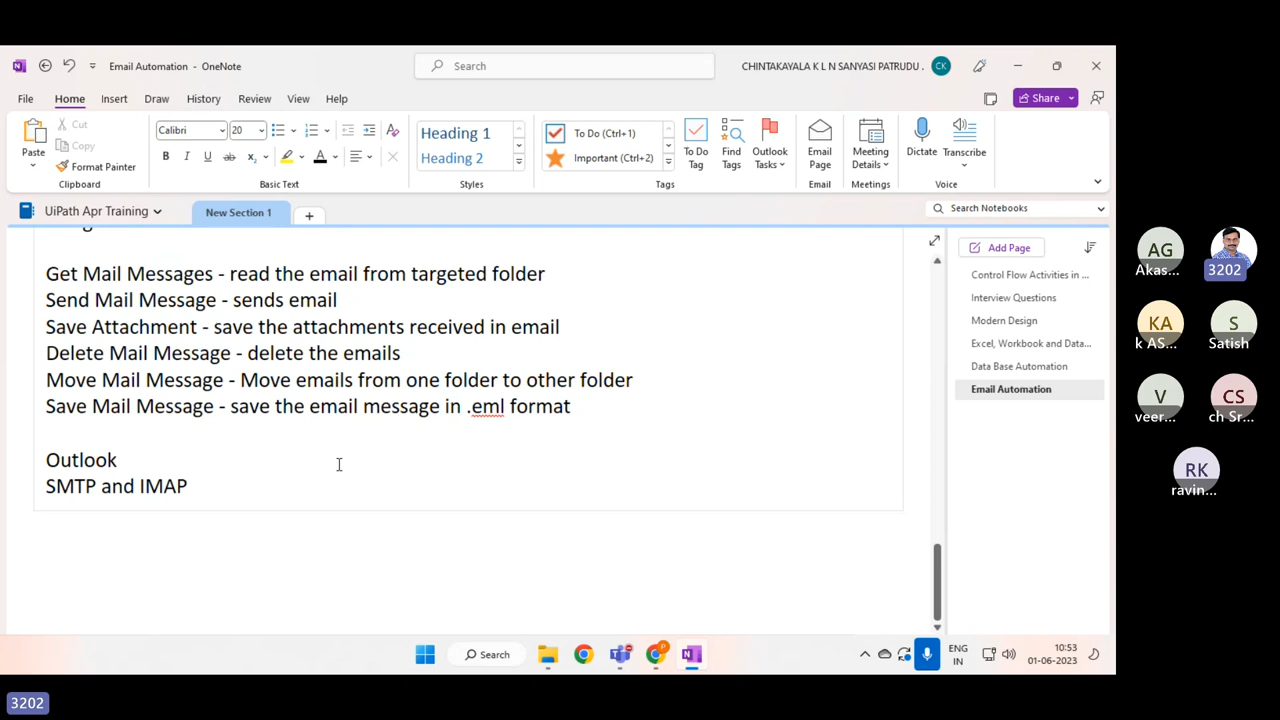 Email Automation - OneNote
Search
CHINTAKAYALA K L N SANYASI PATRUDU .
CK
File
Home
Insert
Draw
History
Review
View
Help
Share
Paste
Cut
Copy
Format Painter
Clipboard
Calibri
20
Basic Text
Heading 1
Heading 2
Styles
To Do (Ctrl+1)
Important (Ctrl+2)
To Do
Tag
Find
Tags
Outlook
Tasks
Tags
Email
Page
Email
Meeting
Details
Meetings
Dictate
Transcribe
Voice
UiPath Apr Training
New Section 1
Search Notebooks
Get Mail Messages - read the email from targeted folder
Send Mail Message - sends email
Save Attachment - save the attachments received in email
Delete Mail Message - delete the emails
Move Mail Message - Move emails from one folder to other folder
Save Mail Message - save the email message in .eml format
Outlook
SMTP and IMAP
Add Page
Control Flow Activities in ...
Interview Questions
Modern Design
Excel, Workbook and Data...
Data Base Automation
Email Automation
AG
Akas...
3202
KA
k AS...
S
Satish
V
veer...
CS
ch Sr...
RK
ravin...
Search
ENG
IN
10:53
01-06-2023
3202